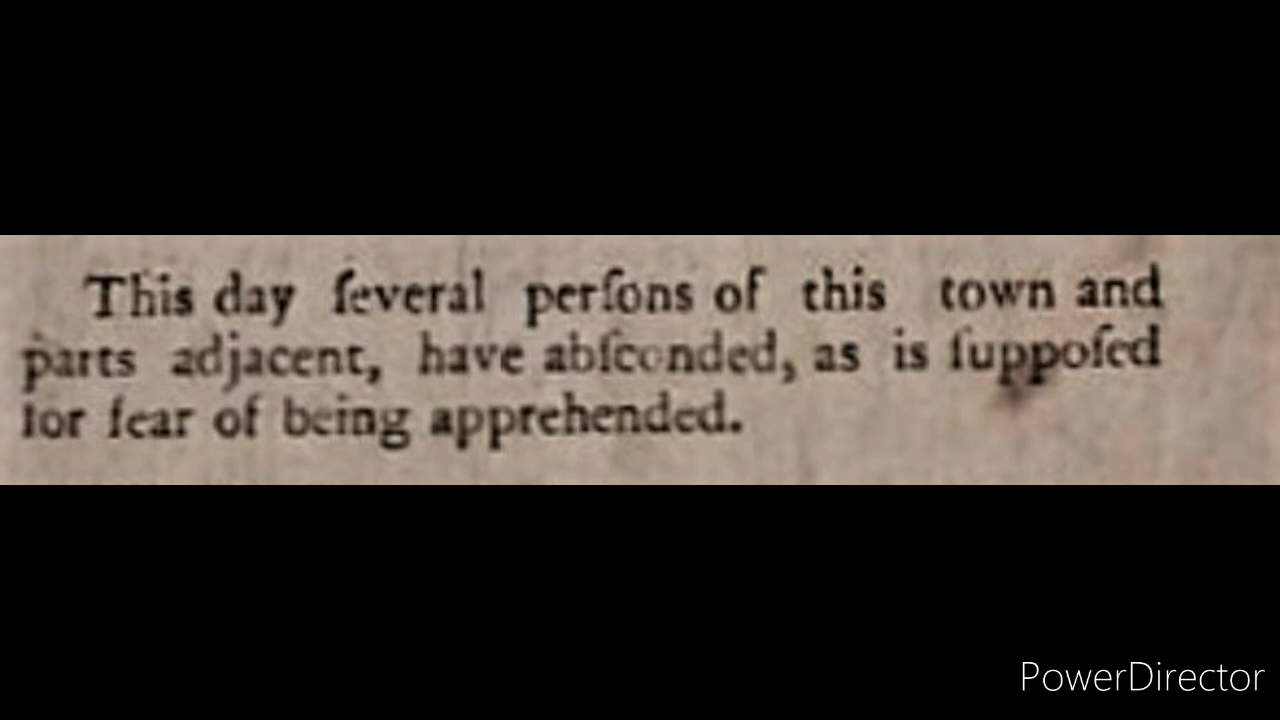 This day ſeveral perſons of this town and
parts adjacent, have abſconded, as is ſuppoſed
for fear of being apprehended.
PowerDirector